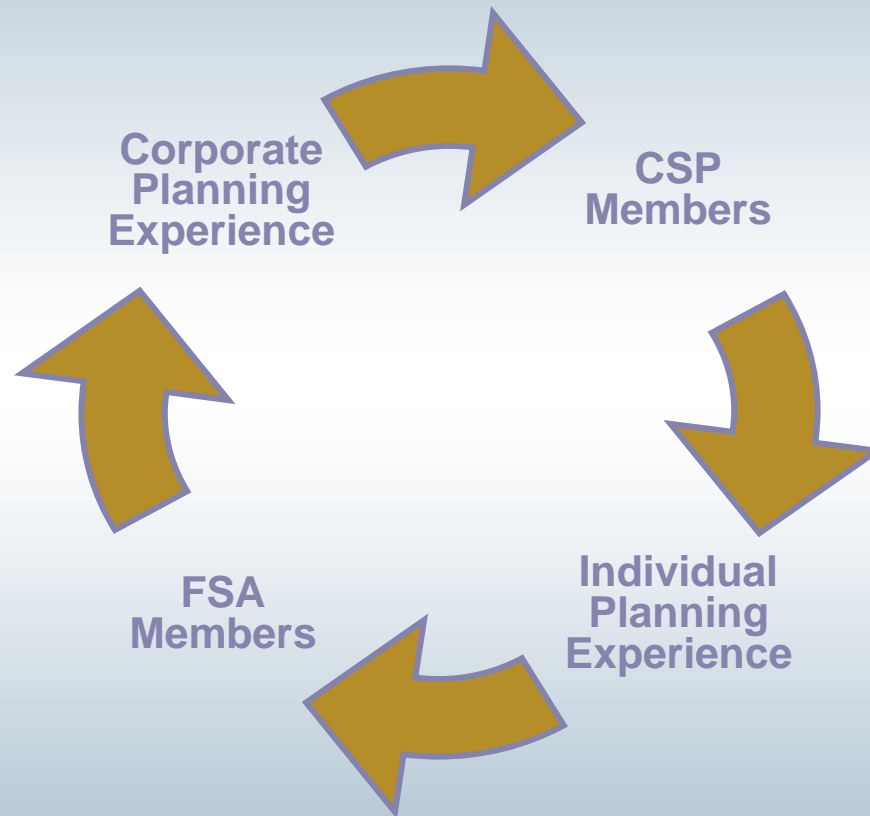 Corporate
Planning
Experience
CSP
Members
Individual
Planning
Experience
FSA
Members